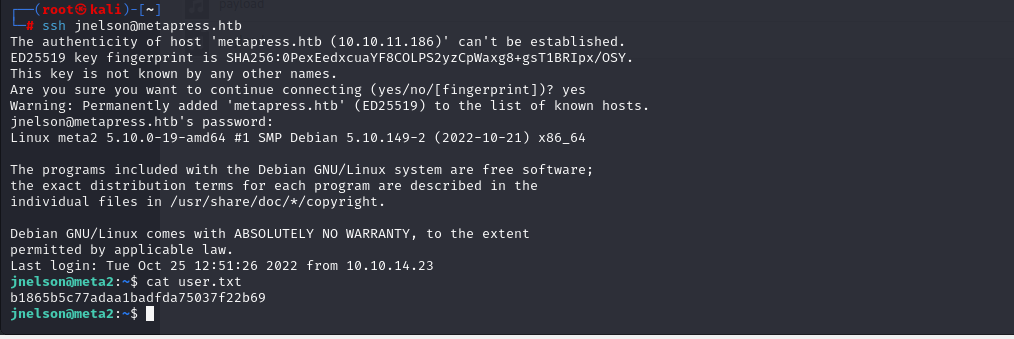 payload
┌──(root㉿kali)-[~]
└─# ssh jnelson@metapress.htb
The authenticity of host 'metapress.htb (10.10.11.186)' can't be established.
ED25519 key fingerprint is SHA256:0PexEedxcuaYF8COLPS2yzCpWaxg8+gsT1BRIpx/OSY.
This key is not known by any other names.
Are you sure you want to continue connecting (yes/no/[fingerprint])? yes
Warning: Permanently added 'metapress.htb' (ED25519) to the list of known hosts.
jnelson@metapress.htb's password:
Linux meta2 5.10.0-19-amd64 #1 SMP Debian 5.10.149-2 (2022-10-21) x86_64
The programs included with the Debian GNU/Linux system are free software;
the exact distribution terms for each program are described in the
individual files in /usr/share/doc/*/copyright.
Debian GNU/Linux comes with ABSOLUTELY NO WARRANTY, to the extent
permitted by applicable law.
Last login: Tue Oct 25 12:51:26 2022 from 10.10.14.23
jnelson@meta2:~$ cat user.txt
b1865b5c77adaa1badfda75037f22b69
jnelson@meta2:~$